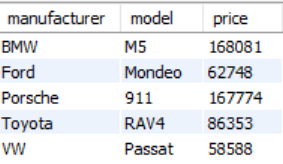 manufacturer model price
BMW M5 168081
Ford Mondeo 62748
Porsche 911 167774
Toyota RAV4 86353
VW Passat 58588